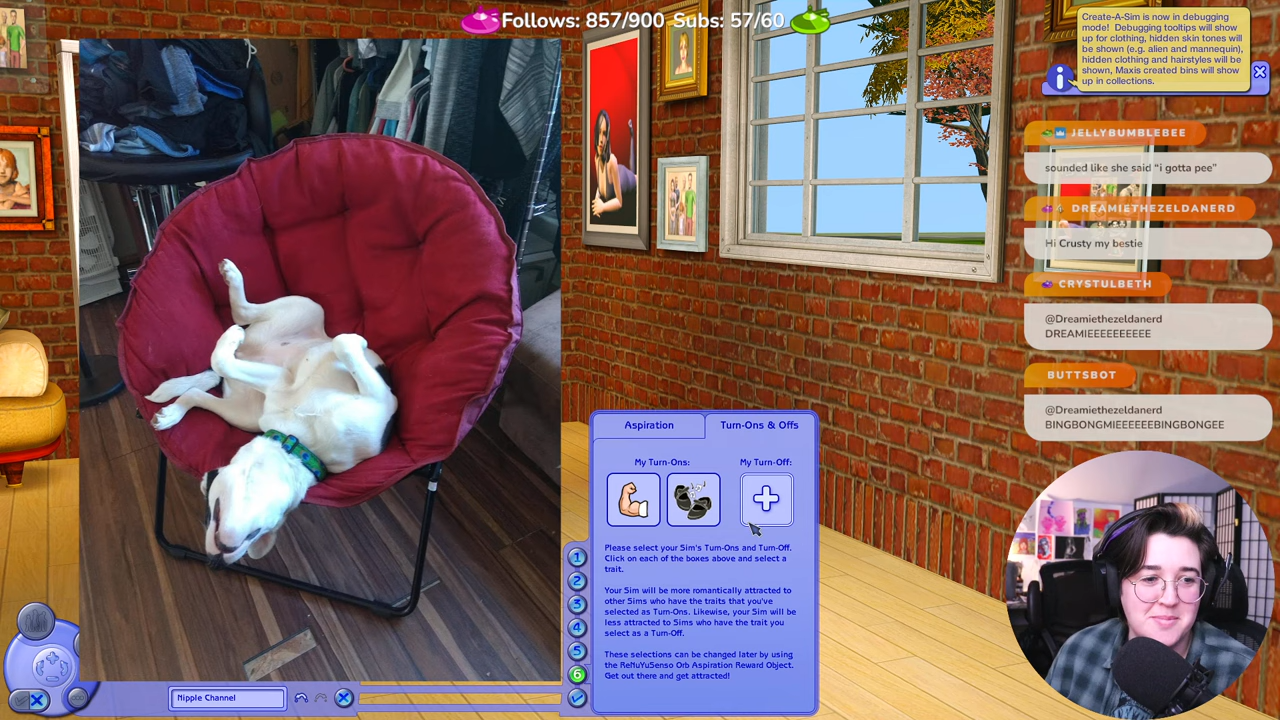 Follows: 857/900 Subs: 57/60
Create-A-Sim is now in debugging
mode! Debugging tooltips will show
up for clothing, hidden skin tones will
be shown (e.g. alien and mannequin),
hidden clothing and hairstyles will be
shown, Maxis created bins will show
up in collections.
JELLYBUMBLEBEE
sounded like she said “i gotta pee”
DREAMIETHEZELDANERD
Hi Crusty my bestie
CRYSTULBETH
@Dreamiethezeldanerd
DREAMIEEEEEEEEEE
BUTTSBOT
@Dreamiethezeldanerd
BINGBONGMIEEEEEEBINGBONGEE
Aspiration
Turn-Ons & Offs
My Turn-Ons:
My Turn-Off:
Please select your Sim's Turn-Ons and Turn-Off.
Click on each of the boxes above and select a
trait.
Your Sim will be more romantically attracted to
other Sims who have the traits that you've
selected as Turn-Ons. Likewise, your Sim will be
less attracted to Sims who have the trait you
select as a Turn-Off.
These selections can be changed later by using
the ReNuYuSenso Orb Aspiration Reward Object.
Get out there and get attracted!
1
2
3
4
5
6
Nipple Channel